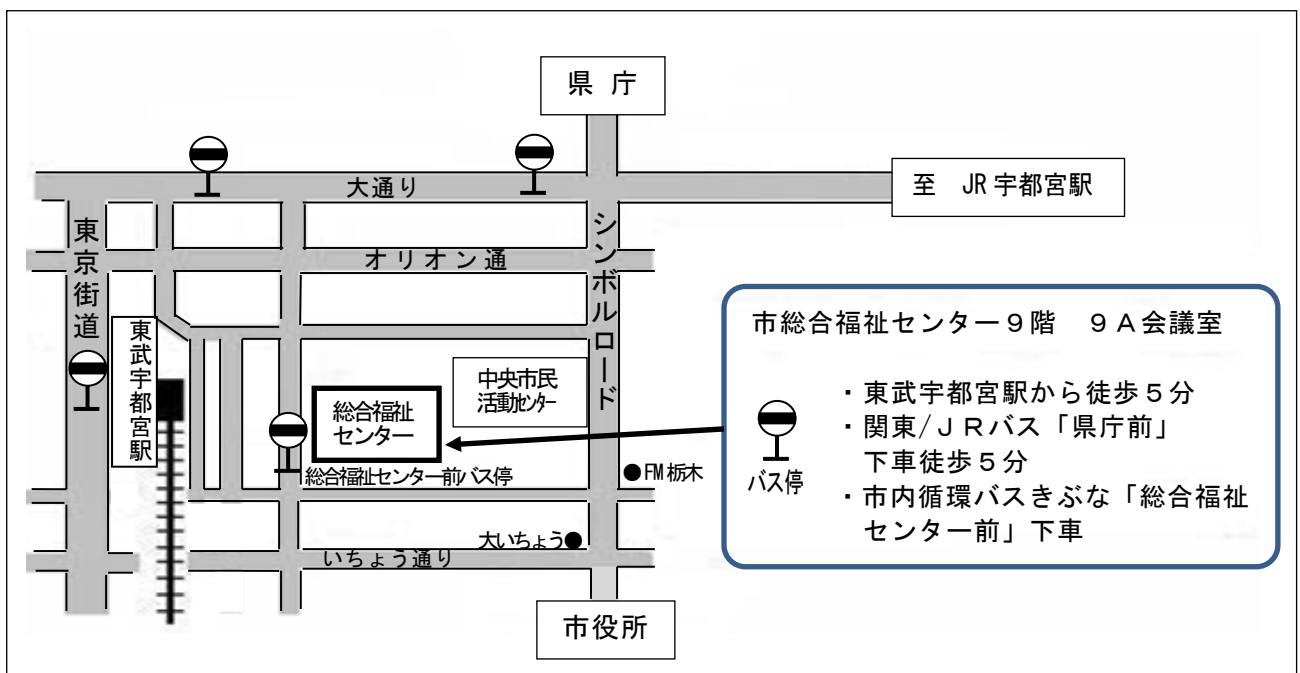 県 庁
大通り
至　JR宇都宮駅
東京街道
シンボルロード
オリオン通
東武宇都宮駅
中央市民
活動センター
総合福祉
センター
総合福祉センター前バス停
●FM栃木
大いちょう●
いちょう通り
市役所
市総合福祉センター９階　９Ａ会議室
・東武宇都宮駅から徒歩５分
・関東/ＪＲバス「県庁前」
下車徒歩５分
・市内循環バスきぶな「総合福祉
センター前」下車
バス停